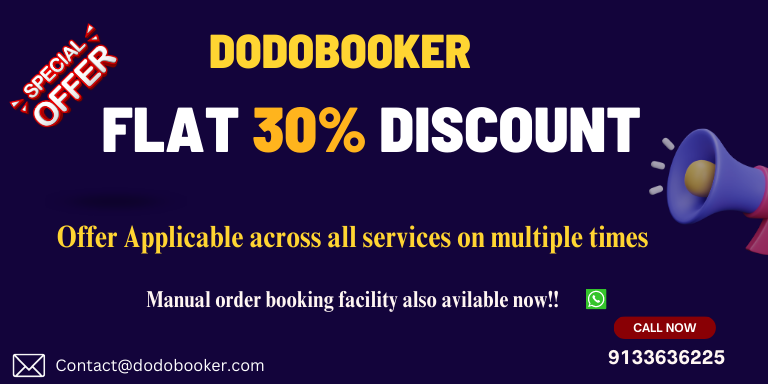 SPECIAL
OFFER
DODOBOOKER
FLAT 30% DISCOUNT
Offer Applicable across all services on multiple times
Manual order booking facility also avilable now!!
CALL NOW
9133636225
Contact@dodobooker.com